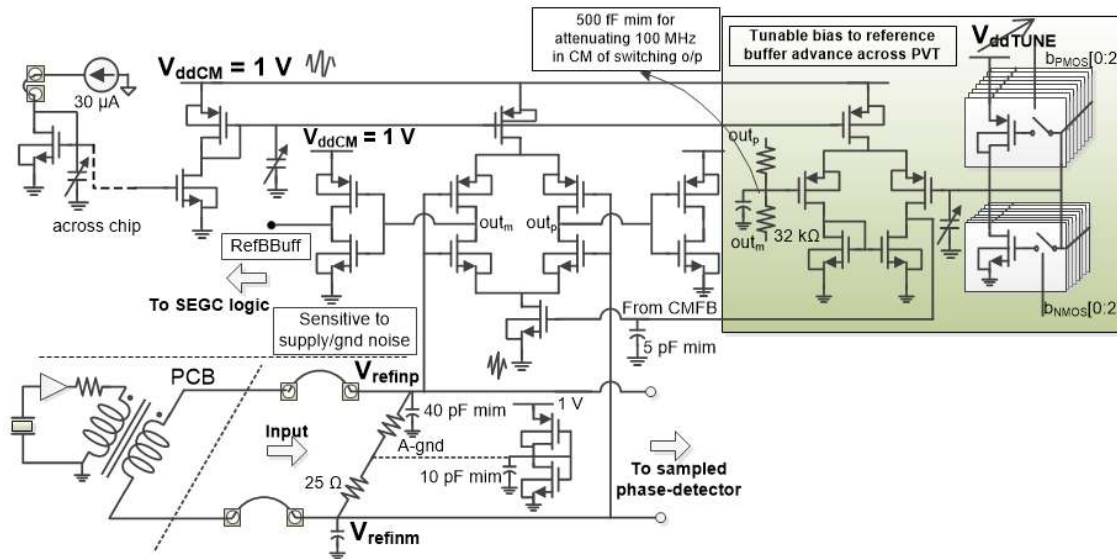 500 fF mim for
attenuating 100 MHz
in CM of switching o/p
Tunable bias to reference
buffer advance across PVT
VddTUNE
bPMOS[0:2
VddCM = 1 V
30 µA
VddCM = 1 V
outp
outm
outp
outm
32 kΩ
across chip
RefBBuff
To SEGC logic
From CMFB
bNMOS[0:2
Sensitive to
supply/gnd noise
5 pF mim
PCB
Vrefinp
40 pF mim
1 V
Input
A-gnd
25 Ω
10 pF mim
To sampled
phase-detector
Vrefinm